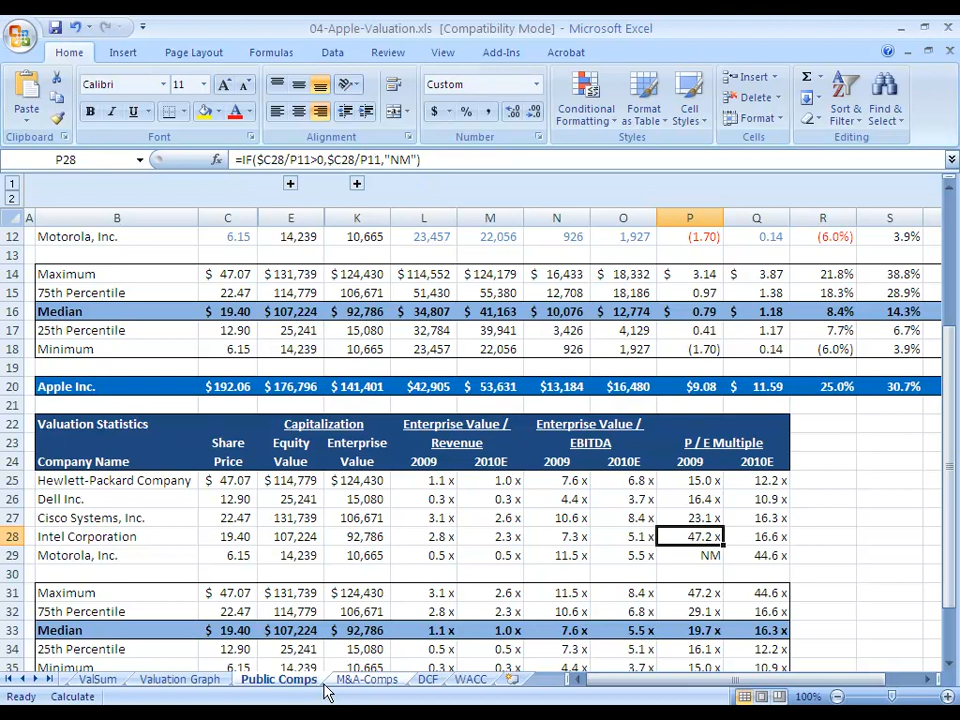 04-Apple-Valuation.xls [Compatibility Mode] - Microsoft Excel
Home Insert Page Layout Formulas Data Review View Add-Ins Acrobat
Paste Calibri 11 Custom Conditional Formatting Format as Table Cell Styles Insert Delete Format Sort & Filter Find & Select
Clipboard Font Alignment Number Styles Cells Editing
P28 fx =IF($C28/P11>0,$C28/P11,"NM")
1
2
A B C E K L M N O P Q R S
12 Motorola, Inc. 6.15 14,239 10,665 23,457 22,056 926 1,927 (1.70) 0.14 (6.0%) 3.9%
13
14 Maximum $ 47.07 $131,739 $ 124,430 $114,552 $ 124,179 $ 16,433 $ 18,332 $ 3.14 $ 3.87 21.8% 38.8%
15 75th Percentile 22.47 114,779 106,671 51,430 55,380 12,708 18,186 0.97 1.38 18.3% 28.9%
16 Median $ 19.40 $107,224 $ 92,786 $ 34,807 $ 41,163 $ 10,076 $ 12,774 $ 0.79 $ 1.18 8.4% 14.3%
17 25th Percentile 12.90 25,241 15,080 32,784 39,941 3,426 4,129 0.41 1.17 7.7% 6.7%
18 Minimum 6.15 14,239 10,665 23,457 22,056 926 1,927 (1.70) 0.14 (6.0%) 3.9%
19
20 Apple Inc. $192.06 $ 176,796 $ 141,401 $42,905 $ 53,631 $13,184 $16,480 $9.08 $ 11.59 25.0% 30.7%
21
22 Valuation Statistics Capitalization Enterprise Value / Enterprise Value /
23 Share Equity Enterprise Revenue EBITDA P / E Multiple
24 Company Name Price Value Value 2009 2010E 2009 2010E 2009 2010E
25 Hewlett-Packard Company $ 47.07 $ 114,779 $ 124,430 1.1 x 1.0 x 7.6 x 6.8 x 15.0 x 12.2 x
26 Dell Inc. 12.90 25,241 15,080 0.3 x 0.3 x 4.4 x 3.7 x 16.4 x 10.9 x
27 Cisco Systems, Inc. 22.47 131,739 106,671 3.1 x 2.6 x 10.6 x 8.4 x 23.1 x 16.3 x
28 Intel Corporation 19.40 107,224 92,786 2.8 x 2.3 x 7.3 x 5.1 x 47.2 x 16.6 x
29 Motorola, Inc. 6.15 14,239 10,665 0.5 x 0.5 x 11.5 x 5.5 x NM 44.6 x
30
31 Maximum $ 47.07 $131,739 $ 124,430 3.1 x 2.6 x 11.5 x 8.4 x 47.2 x 44.6 x
32 75th Percentile 22.47 114,779 106,671 2.8 x 2.3 x 10.6 x 6.8 x 29.1 x 16.6 x
33 Median $ 19.40 $107,224 $ 92,786 1.1 x 1.0 x 7.6 x 5.5 x 19.7 x 16.3 x
34 25th Percentile 12.90 25,241 15,080 0.5 x 0.5 x 7.3 x 5.1 x 16.1 x 12.2 x
35 Minimum 6.15 14,239 10,665 0.3 x 0.3 x 4.4 x 3.7 x 15.0 x 10.9 x
ValSum Valuation Graph Public Comps M&A-Comps DCF WACC
Ready Calculate 100%